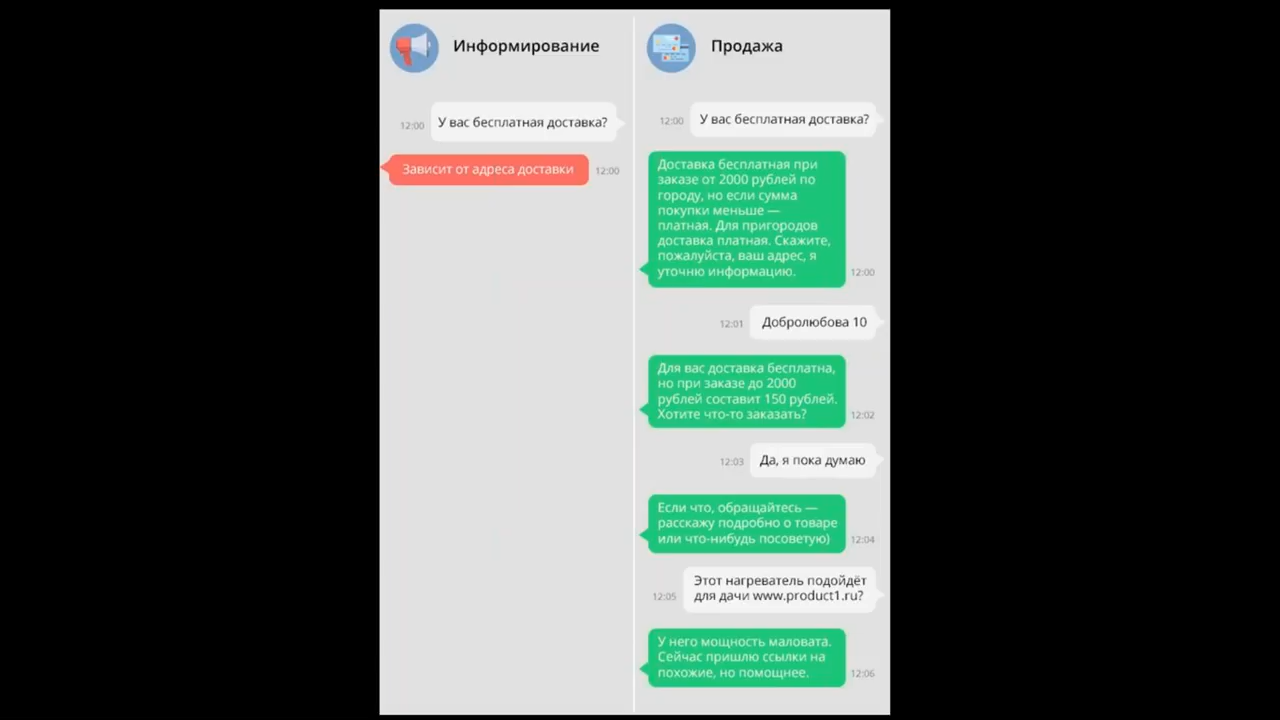 Информирование
У вас бесплатная доставка?
12:00
Зависит от адреса доставки
12:00
Продажа
12:00
У вас бесплатная доставка?
Доставка бесплатная при
заказе от 2000 рублей по
городу, но если сумма
покупки меньше —
платная. Для пригородов
доставка платная. Скажите,
пожалуйста, ваш адрес, я
уточню информацию.
12:00
12:01
Добролюбова 10
Для вас доставка бесплатна,
но при заказе до 2000
рублей составит 150 рублей.
Хотите что-то заказать?
12:02
12:03
Да, я пока думаю
Если что, обращайтесь —
расскажу подробно о товаре
или что-нибудь посоветую)
12:04
Этот нагреватель подойдёт
для дачи www.product1.ru?
12:05
У него мощность маловата.
Сейчас пришлю ссылки на
похожие, но помощнее.
12:06